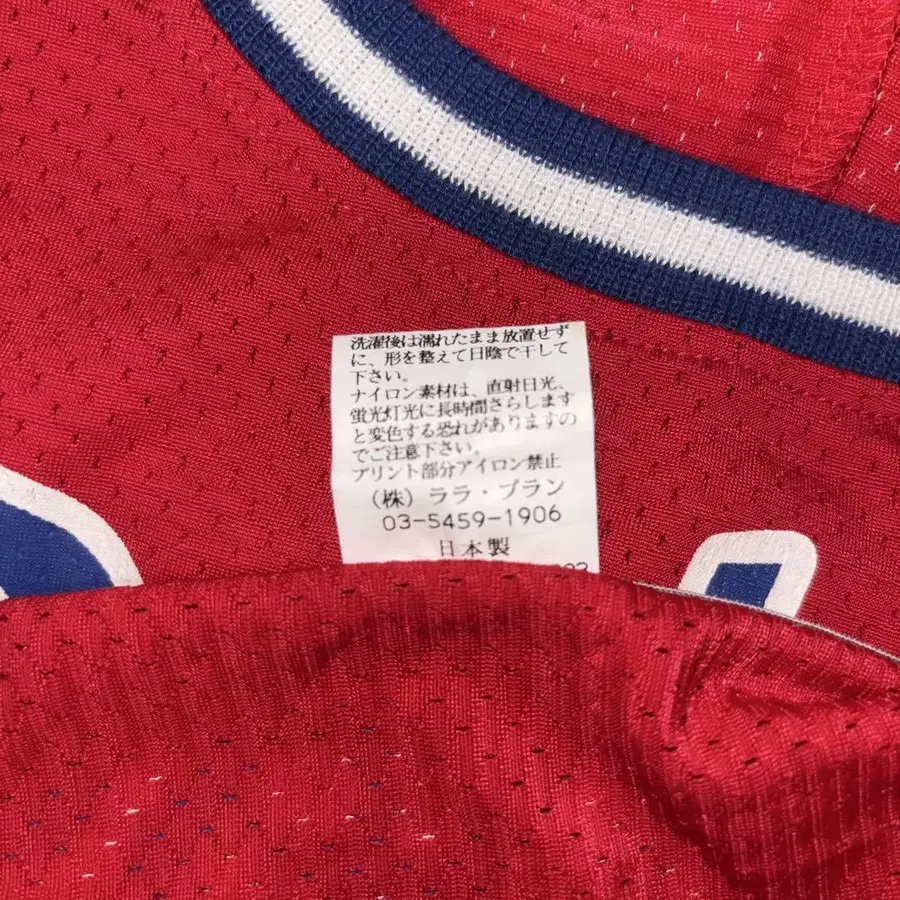 洗濯後は濡れたまま放置せず
に、形を整えて日陰で干して
下さい。
ナイロン素材は、直射日光、
蛍光灯光に長時間さらします
と変色する恐れがありますの
でご注意下さい。
プリント部分アイロン禁止
(株)ララ・プラン
03-5459-1906
日本製